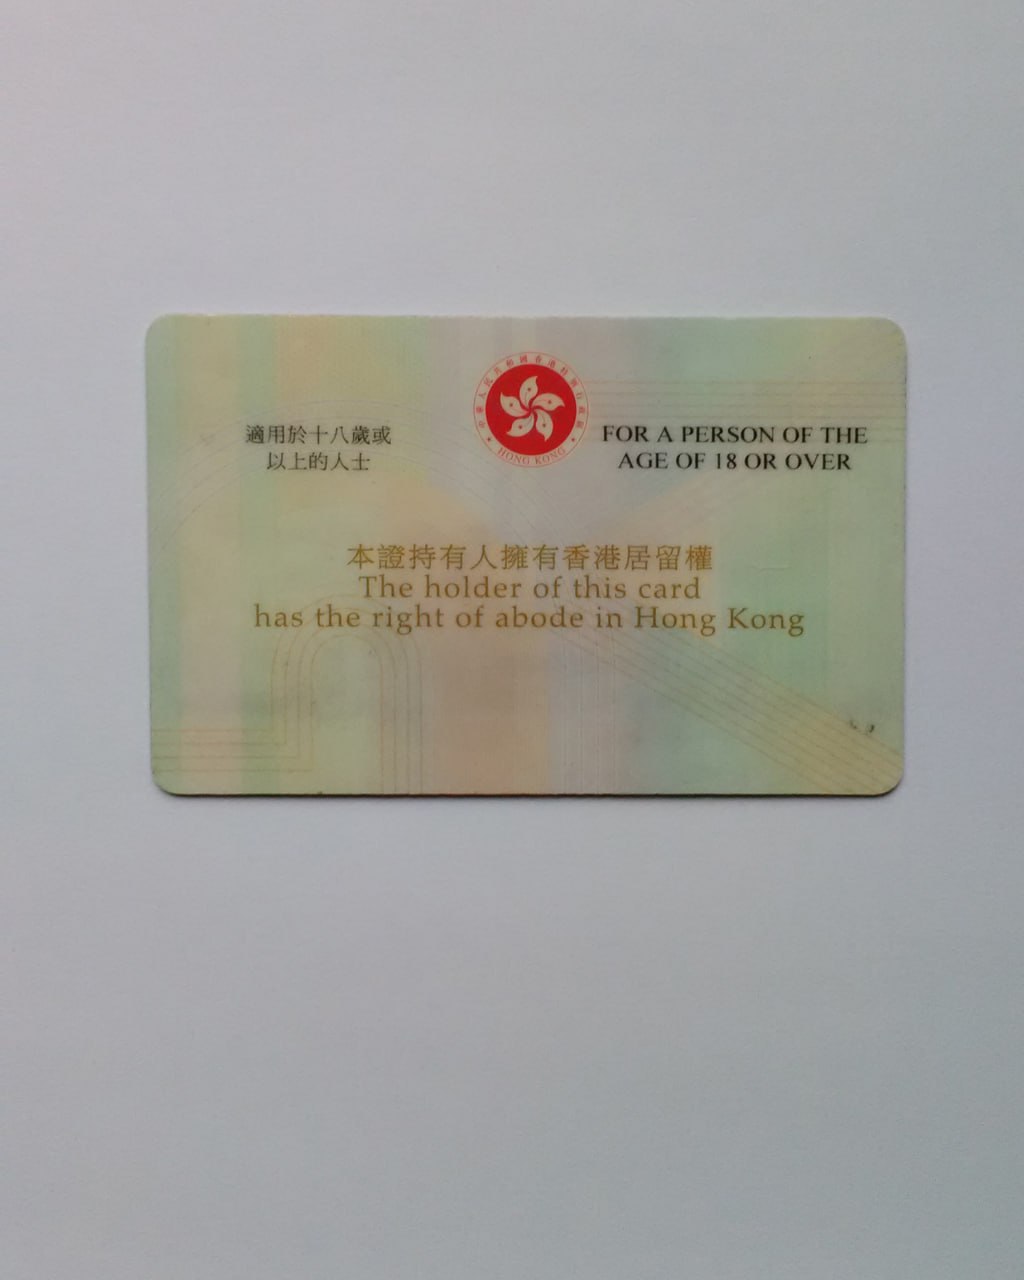 中華人民共和國香港特別行政區
HONG KONG
適用於十八歲或
以上的人士
FOR A PERSON OF THE
AGE OF 18 OR OVER
本證持有人擁有香港居留權
The holder of this card
has the right of abode in Hong Kong